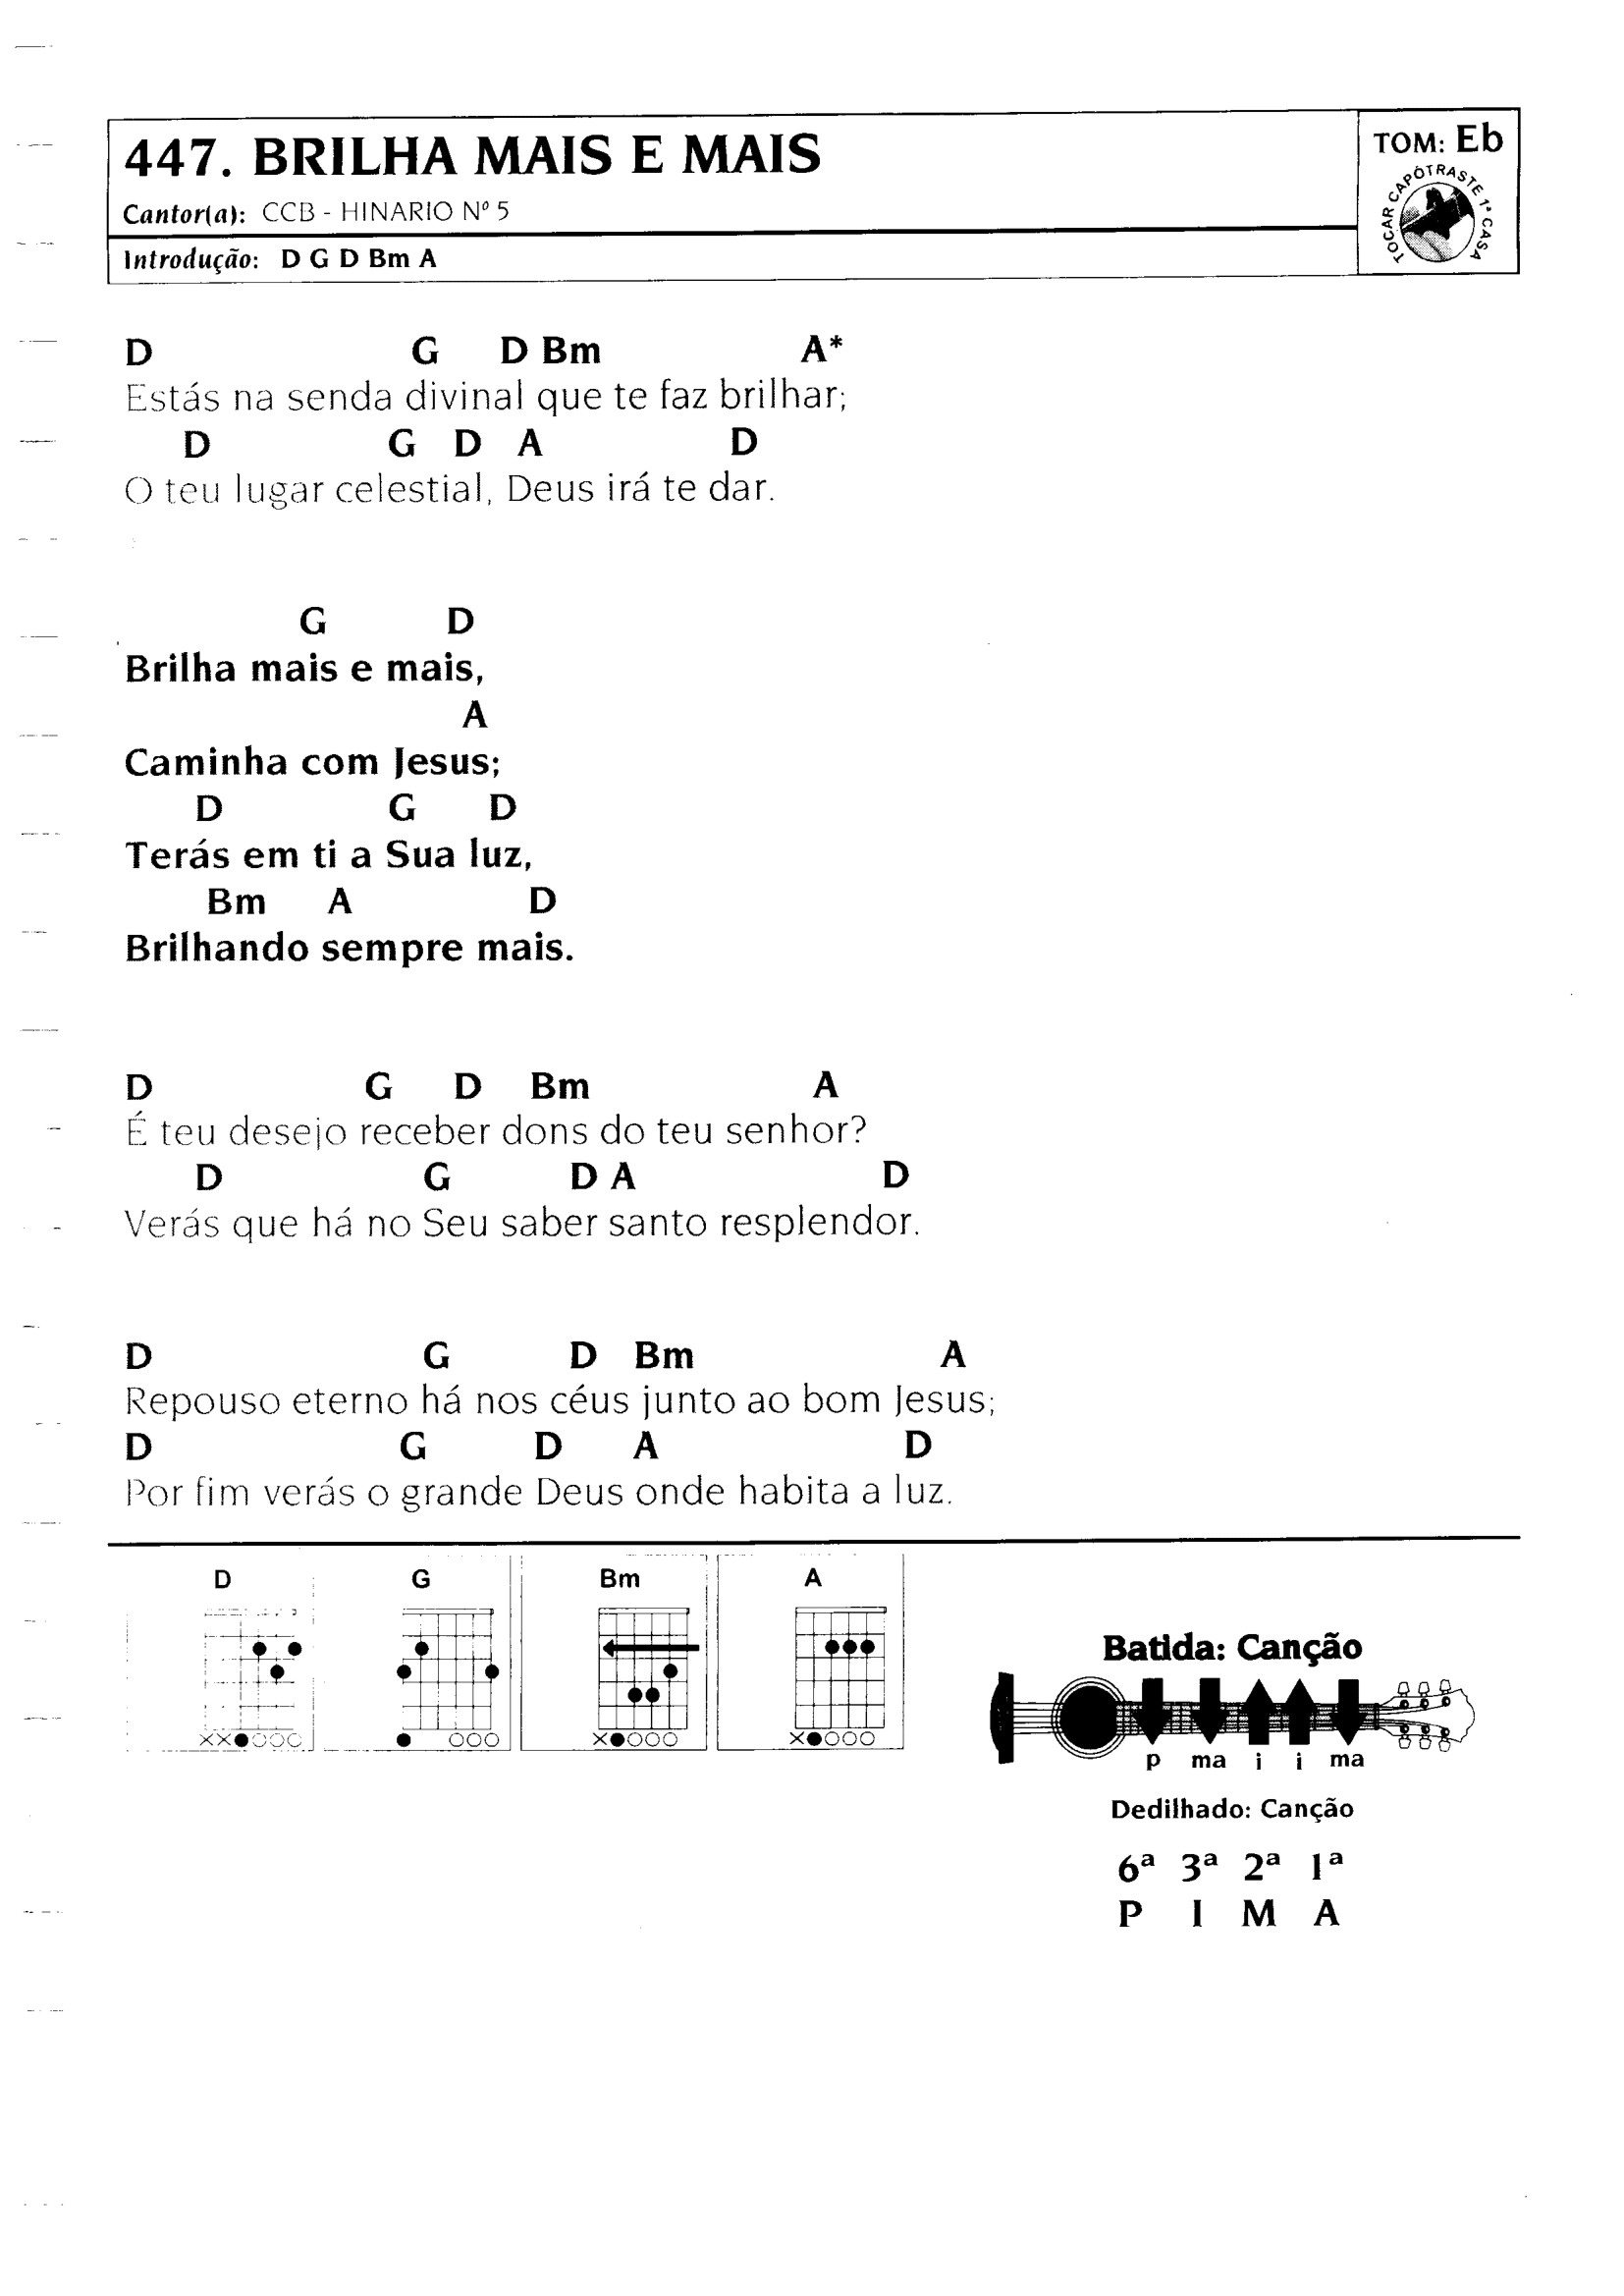 447. BRILHA MAIS E MAIS
Cantor(a): CCB - HINARIO Nº 5
Introdução: D G D Bm A
TOM: Eb
TOCAR CAPOTRASTE 1ª CASA
D G D Bm A*
Estás na senda divinal que te faz brilhar;
D G D A D
O teu lugar celestial, Deus irá te dar.
G D
Brilha mais e mais,
A
Caminha com Jesus;
D G D
Terás em ti a Sua luz,
Bm A D
Brilhando sempre mais.
D G D Bm A
É teu desejo receber dons do teu senhor?
D G D A D
Verás que há no Seu saber santo resplendor.
D G D Bm A
Repouso eterno há nos céus junto ao bom Jesus;
D G D A D
Por fim verás o grande Deus onde habita a luz.
D G Bm A
Batida: Canção
p ma i i ma
Dedilhado: Canção
6ª 3ª 2ª 1ª
P I M A